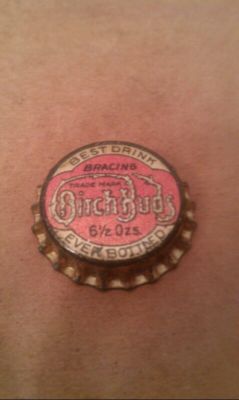 BEST DRINK
BRACING
TRADE MARK
Birch Buds
6½ Ozs.
EVER BOTTLED